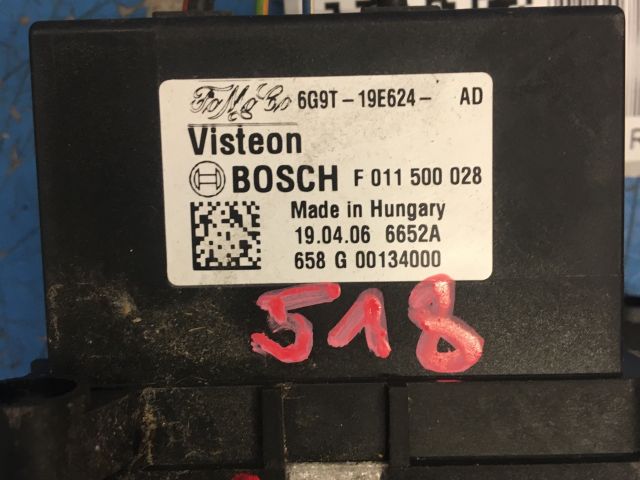 FoMoCo 6G9T-19E624- AD
Visteon
BOSCH F 011 500 028
Made in Hungary
19.04.06 6652A
658 G 00134000
518